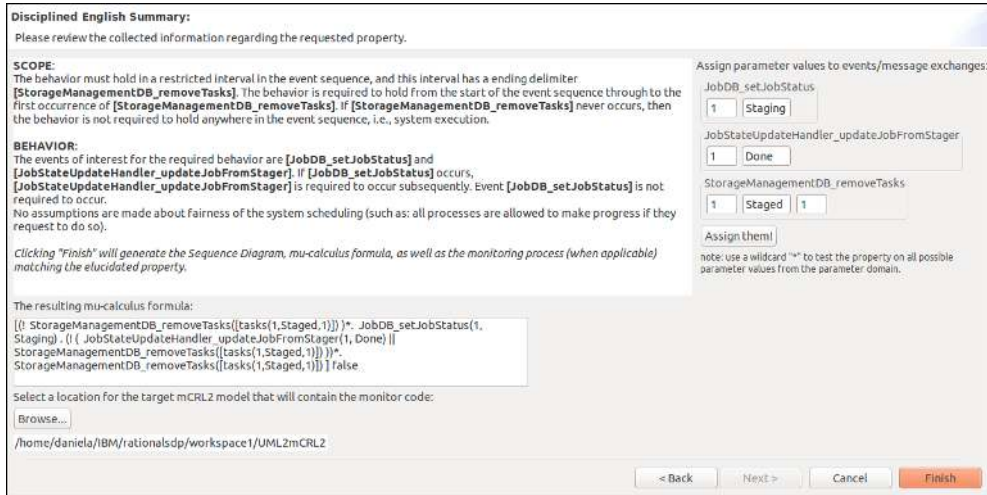 Disciplined English Summary:
Please review the collected information regarding the requested property.
SCOPE:
The behavior must hold in a restricted interval in the event sequence, and this interval has a ending delimiter
[StorageManagementDB_removeTasks]. The behavior is required to hold from the start of the event sequence through to the
first occurrence of [StorageManagementDB_removeTasks]. If [StorageManagementDB_removeTasks] never occurs, then
the behavior is not required to hold anywhere in the event sequence, i.e., system execution.
BEHAVIOR:
The events of interest for the required behavior are [JobDB_setJobStatus] and
[JobStateUpdateHandler_updateJobFromStager]. If [JobDB_setJobStatus] occurs,
[JobStateUpdateHandler_updateJobFromStager] is required to occur subsequently. Event [JobDB_setJobStatus] is not
required to occur.
No assumptions are made about fairness of the system scheduling (such as: all processes are allowed to make progress if they
request to do so).
Clicking "Finish" will generate the Sequence Diagram, mu-calculus formula, as well as the monitoring process (when applicable)
matching the elucidated property.
Assign parameter values to events/message exchanges:
JobDB_setJobStatus
1 Staging
JobStateUpdateHandler_updateJobFromStager
1 Done
StorageManagementDB_removeTasks
1 Staged 1
Assign them!
note: use a wildcard "*" to test the property on all possible
parameter values from the parameter domain.
The resulting mu-calculus formula:
[(! StorageManagementDB_removeTasks([tasks(1,Staged,1)]) )*. JobDB_setJobStatus(1,
Staging) . (! ( JobStateUpdateHandler_updateJobFromStager(1, Done) ||
StorageManagementDB_removeTasks([tasks(1,Staged,1)]) ))*.
StorageManagementDB_removeTasks([tasks(1,Staged,1)]) ] false
Select a location for the target mCRL2 model that will contain the monitor code:
Browse...
/home/daniela/IBM/rationalsdp/workspace1/UML2mCRL2
< Back Next > Cancel Finish